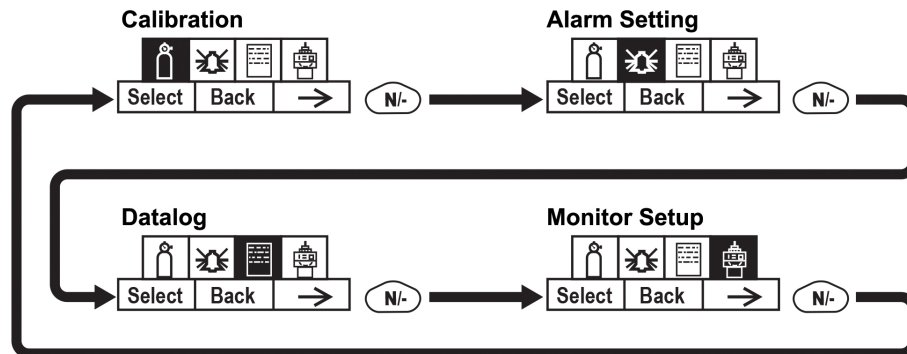 Calibration
Select Back → N/-
Alarm Setting
Select Back → N/-
Datalog
Select Back → N/-
Monitor Setup
Select Back → N/-